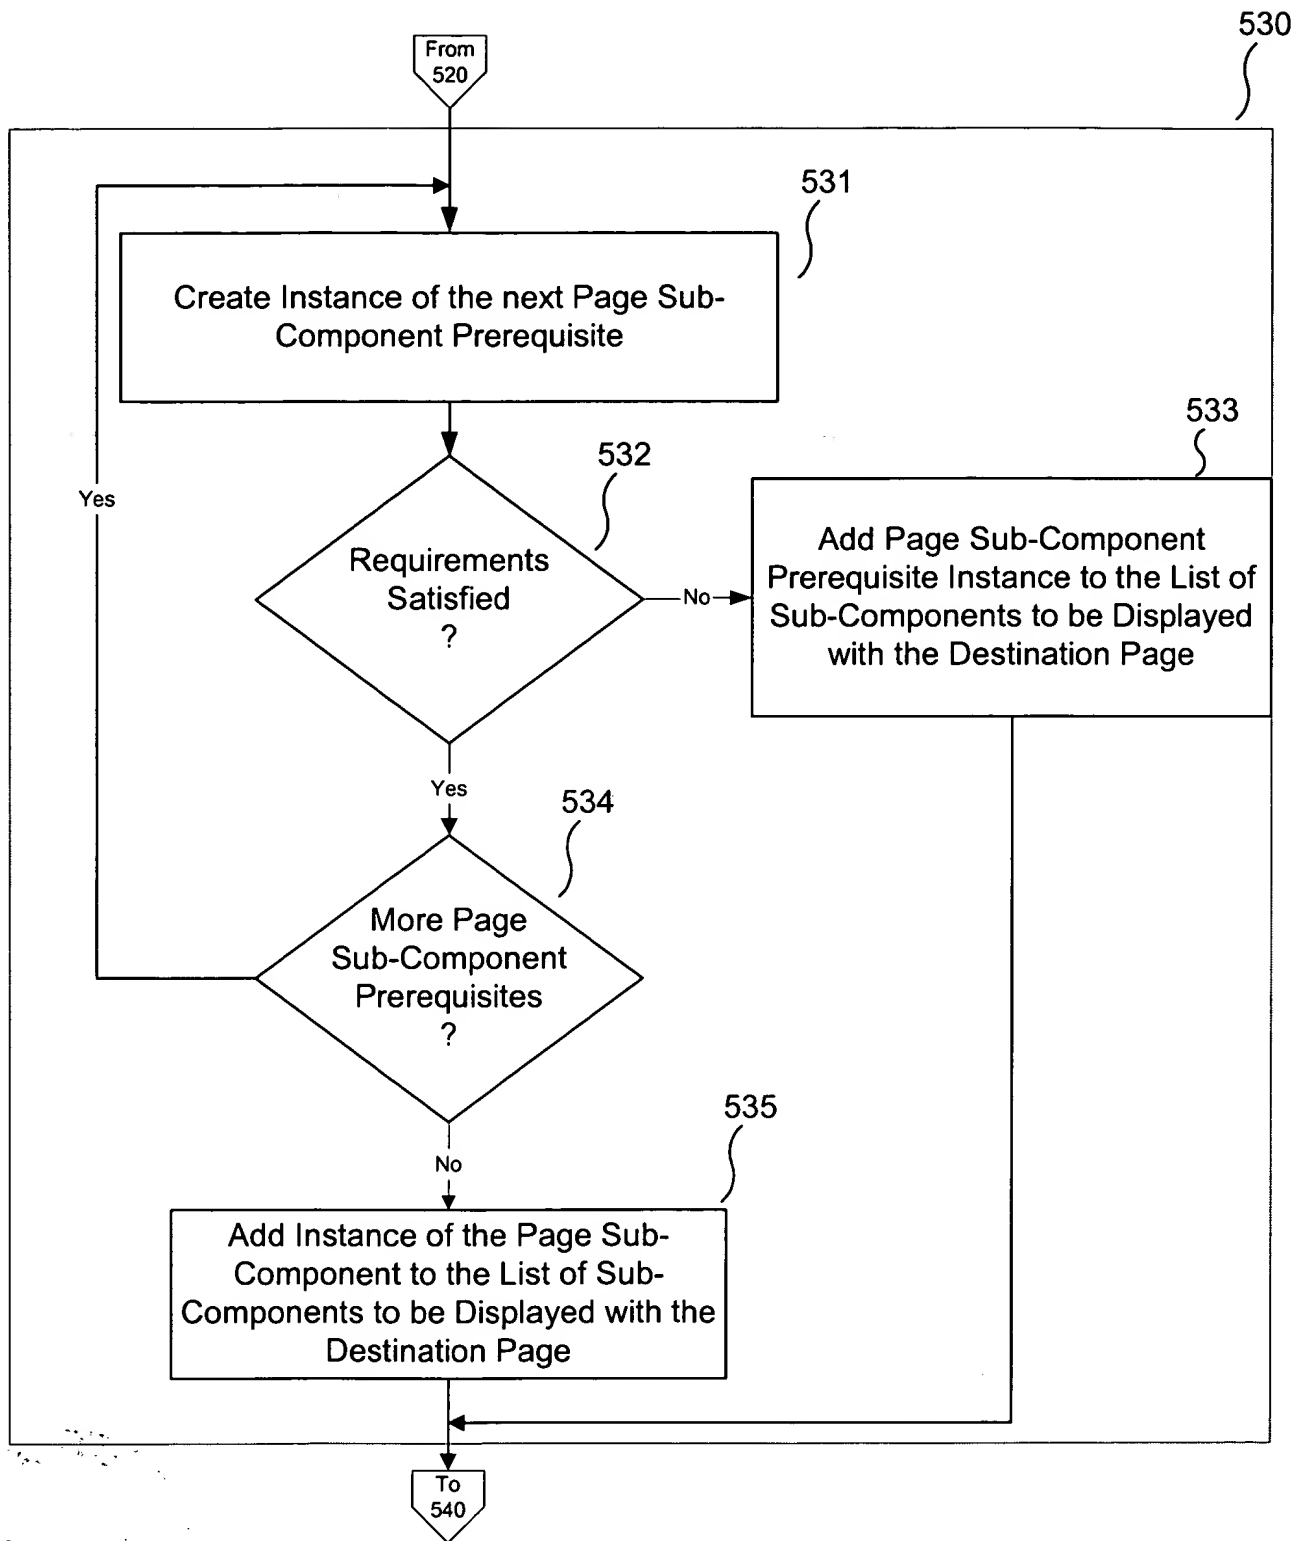 530
From
520
531
Create Instance of the next Page Sub-
Component Prerequisite
532
533
Yes
Requirements
Satisfied
?
No
Add Page Sub-Component
Prerequisite Instance to the List of
Sub-Components to be Displayed
with the Destination Page
Yes
534
More Page
Sub-Component
Prerequisites
?
535
No
Add Instance of the Page Sub-
Component to the List of Sub-
Components to be Displayed with the
Destination Page
To
540